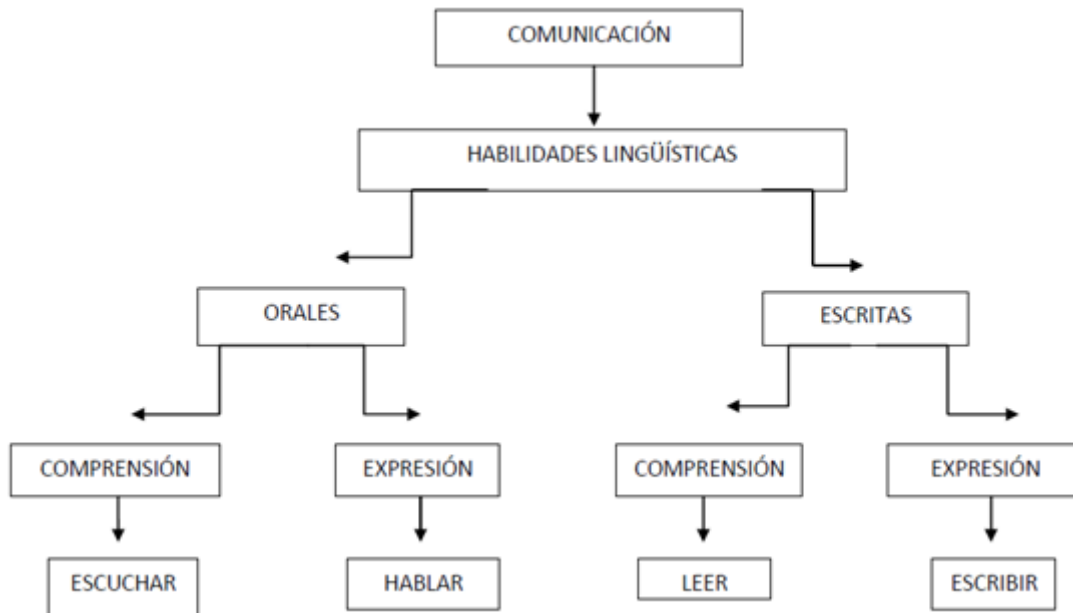 COMUNICACIÓN
HABILIDADES LINGÜÍSTICAS
ORALES
ESCRITAS
COMPRENSIÓN
EXPRESIÓN
COMPRENSIÓN
EXPRESIÓN
ESCUCHAR
HABLAR
LEER
ESCRIBIR